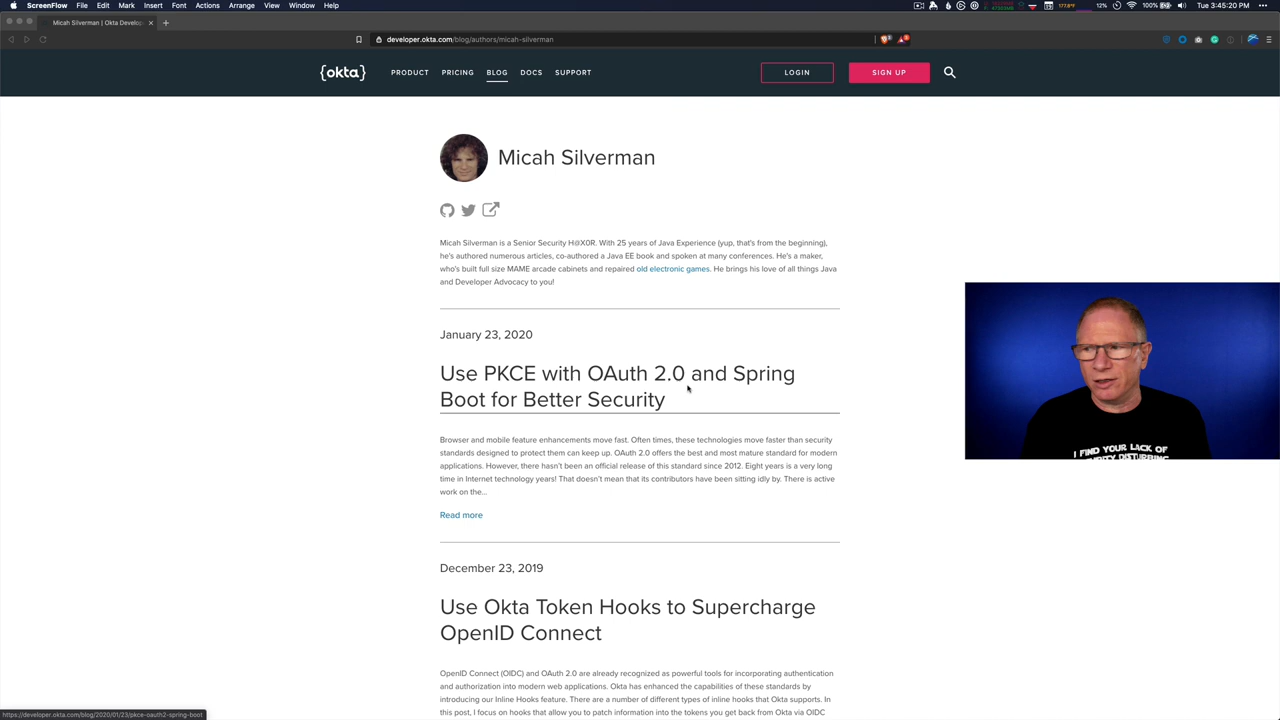 ScreenFlow File Edit Mark Insert Font Actions Arrange View Window Help
12% 100% Tue 3:45:20 PM
Micah Silverman | Okta Develop
developer.okta.com/blog/authors/micah-silverman
{okta} PRODUCT PRICING BLOG DOCS SUPPORT LOGIN SIGN UP
Micah Silverman
Micah Silverman is a Senior Security H@X0R. With 25 years of Java Experience (yup, that's from the beginning),
he's authored numerous articles, co-authored a Java EE book and spoken at many conferences. He's a maker,
who's built full size MAME arcade cabinets and repaired old electronic games. He brings his love of all things Java
and Developer Advocacy to you!
January 23, 2020
Use PKCE with OAuth 2.0 and Spring
Boot for Better Security
Browser and mobile feature enhancements move fast. Often times, these technologies move faster than security
standards designed to protect them can keep up. OAuth 2.0 offers the best and most mature standard for modern
applications. However, there hasn't been an official release of this standard since 2012. Eight years is a very long
time in Internet technology years! That doesn't mean that its contributors have been sitting idly by. There is active
work on the...
Read more
I FIND YOUR LACK OF
DISTURBING
December 23, 2019
Use Okta Token Hooks to Supercharge
OpenID Connect
OpenID Connect (OIDC) and OAuth 2.0 are already recognized as powerful tools for incorporating authentication
and authorization into modern web applications. Okta has enhanced the capabilities of these standards by
introducing our Inline Hooks feature. There are a number of different types of inline hooks that Okta supports. In
this post, I focus on hooks that allow you to patch information into the tokens you get back from Okta via OIDC
https://developer.okta.com/blog/2020/01/23/pkce-oauth2-spring-boot